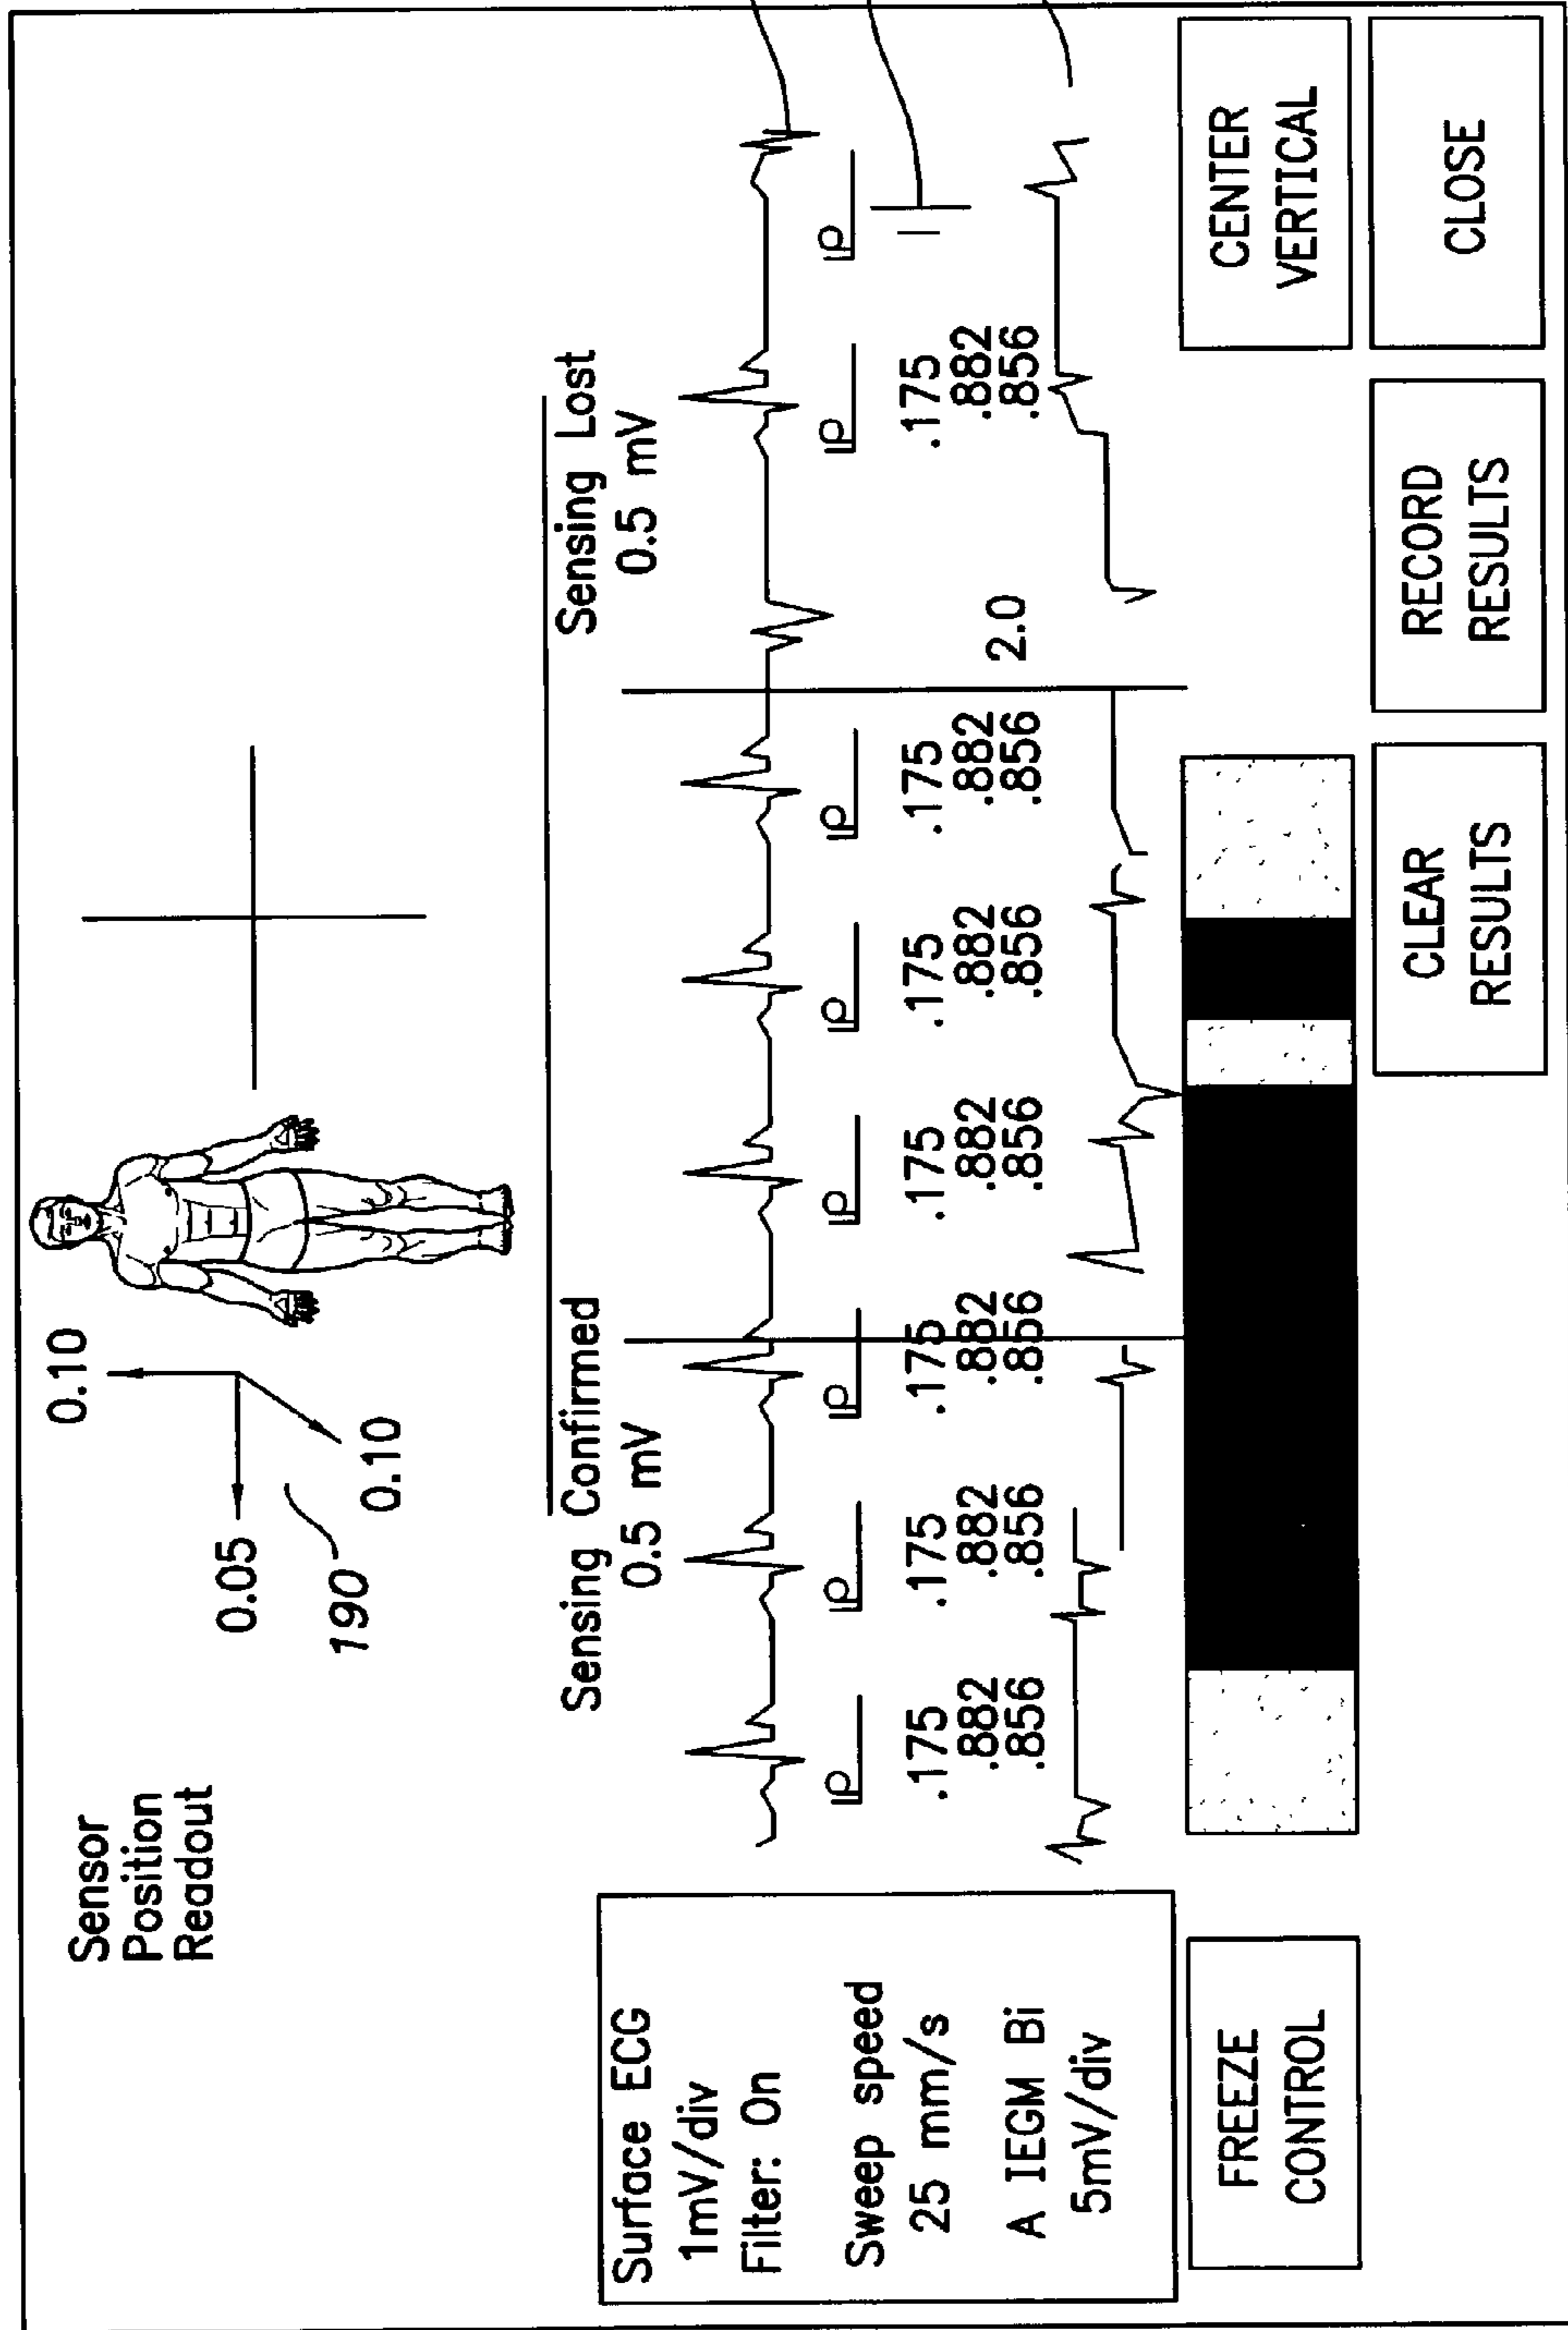 Sensor
Position
Readout
0.10
0.05
0.10
190
Sensing Confirmed
0.5 mV
Sensing Lost
0.5 mV
Surface ECG
1mV/div
Filter: On
Sweep speed
25 mm/s
A IEGM Bi
5mV/div
P P P P P P P P
.175 .175 .175 .175 .175 .175 .175
.882 .882 .882 .882 .882 .882 .882
.856 .856 .856 .856 .856 .856 2.0 .856
FREEZE
CONTROL
CENTER
VERTICAL
CLEAR
RESULTS
RECORD
RESULTS
CLOSE